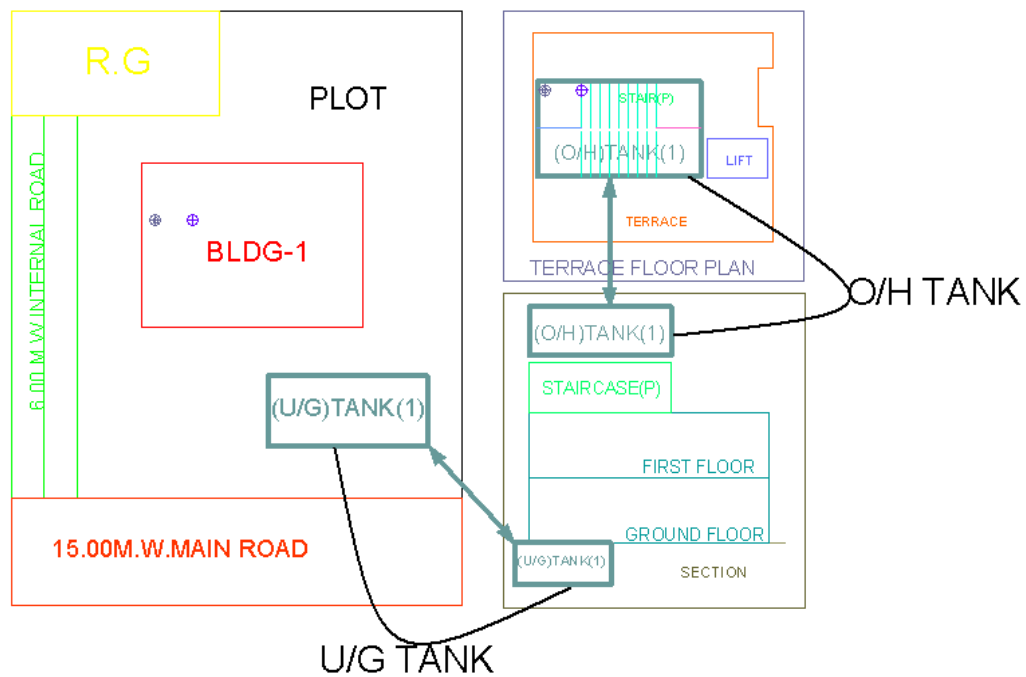 R.G
PLOT
6.00 M.W.INTERNAL ROAD
BLDG-1
(U/G)TANK(1)
15.00M.W.MAIN ROAD
U/G TANK
STAIR(P)
(O/H)TANK(1)
LIFT
TERRACE
TERRACE FLOOR PLAN
O/H TANK
(O/H)TANK(1)
STAIRCASE(P)
FIRST FLOOR
GROUND FLOOR
(U/G)TANK(1)
SECTION